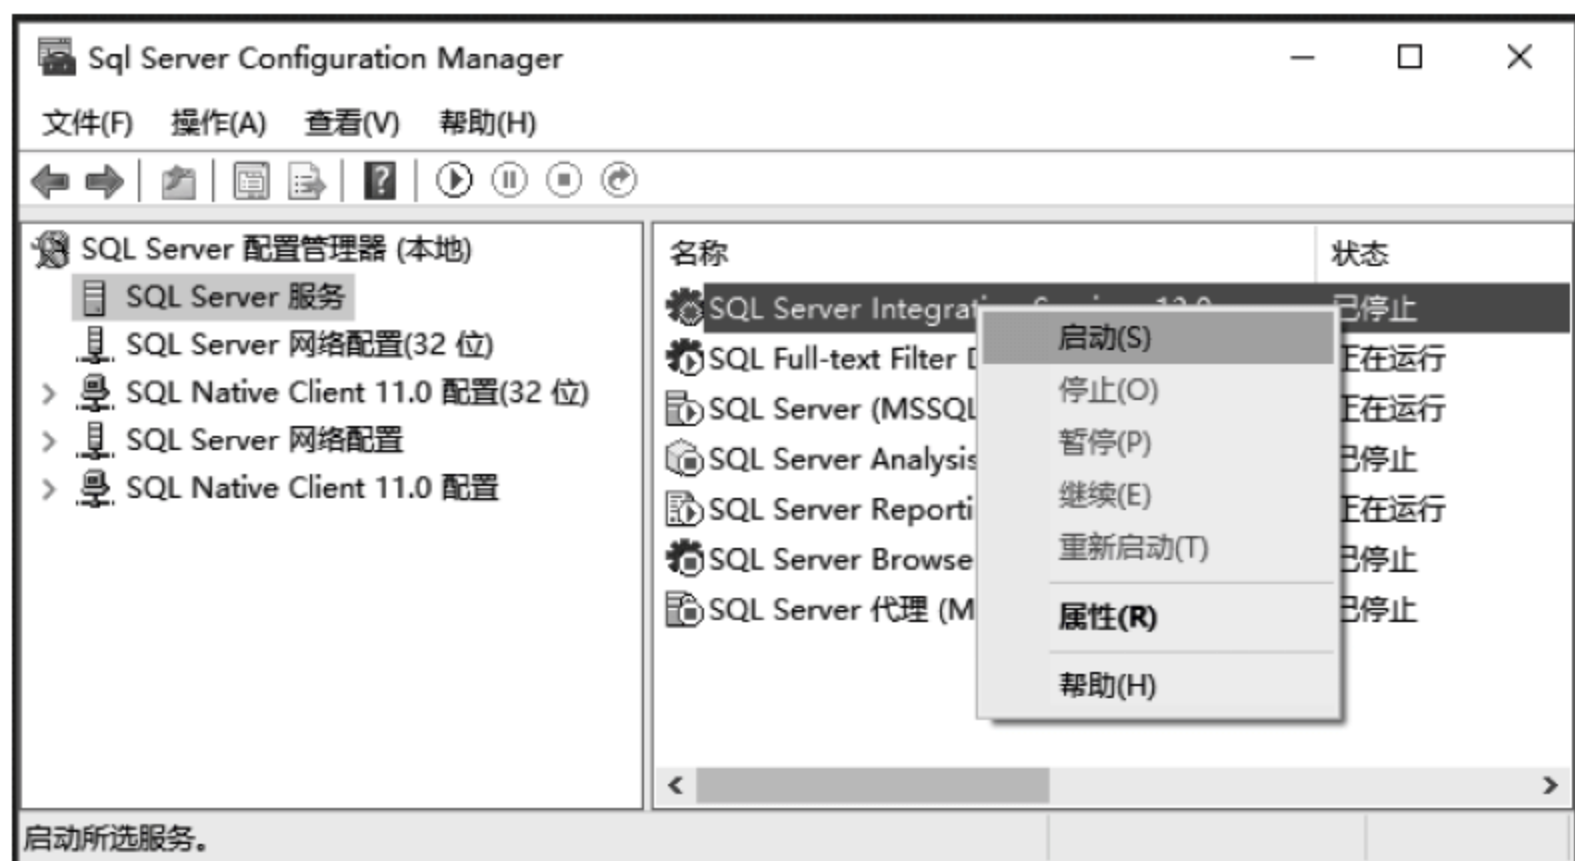 Sql Server Configuration Manager
文件(F) 操作(A) 查看(V) 帮助(H)
SQL Server 配置管理器 (本地)
SQL Server 服务
SQL Server 网络配置(32 位)
SQL Native Client 11.0 配置(32 位)
SQL Server 网络配置
SQL Native Client 11.0 配置
名称 状态
SQL Server 已停止
SQL Full-text Filter 正在运行
SQL Server (MSSQL 正在运行
SQL Server Analysis 已停止
SQL Server Reporti 正在运行
SQL Server Browse 已停止
SQL Server 代理 (M 已停止
启动(S)
停止(O)
暂停(P)
继续(E)
重新启动(T)
属性(R)
帮助(H)
启动所选服务。